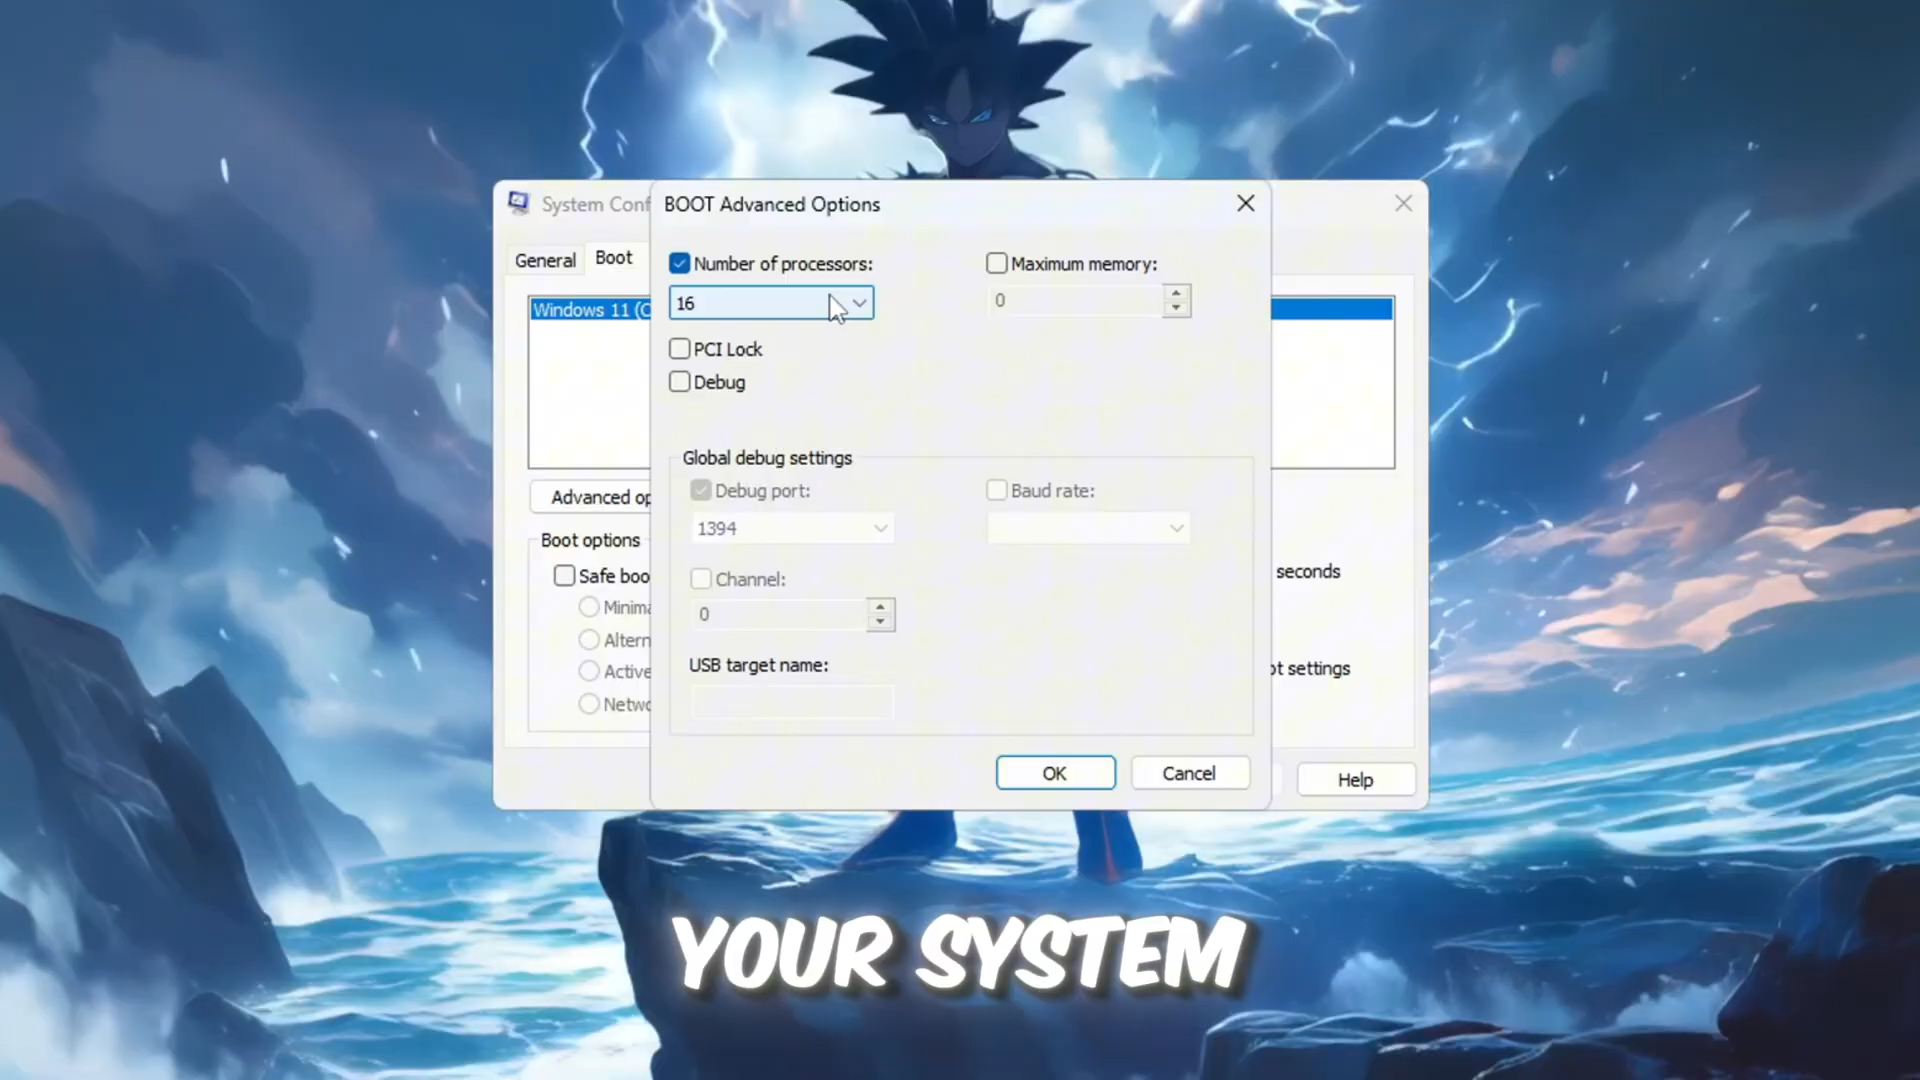 System Conf
BOOT Advanced Options
General
Boot
Number of processors:
Maximum memory:
16
0
Windows 11 (C
PCI Lock
Debug
Global debug settings
Advanced op
Debug port:
Baud rate:
1394
Boot options
Safe boo
Channel:
seconds
Minima
0
Altern
Active
USB target name:
ot settings
Netwo
OK
Cancel
Help
YOUR SYSTEM